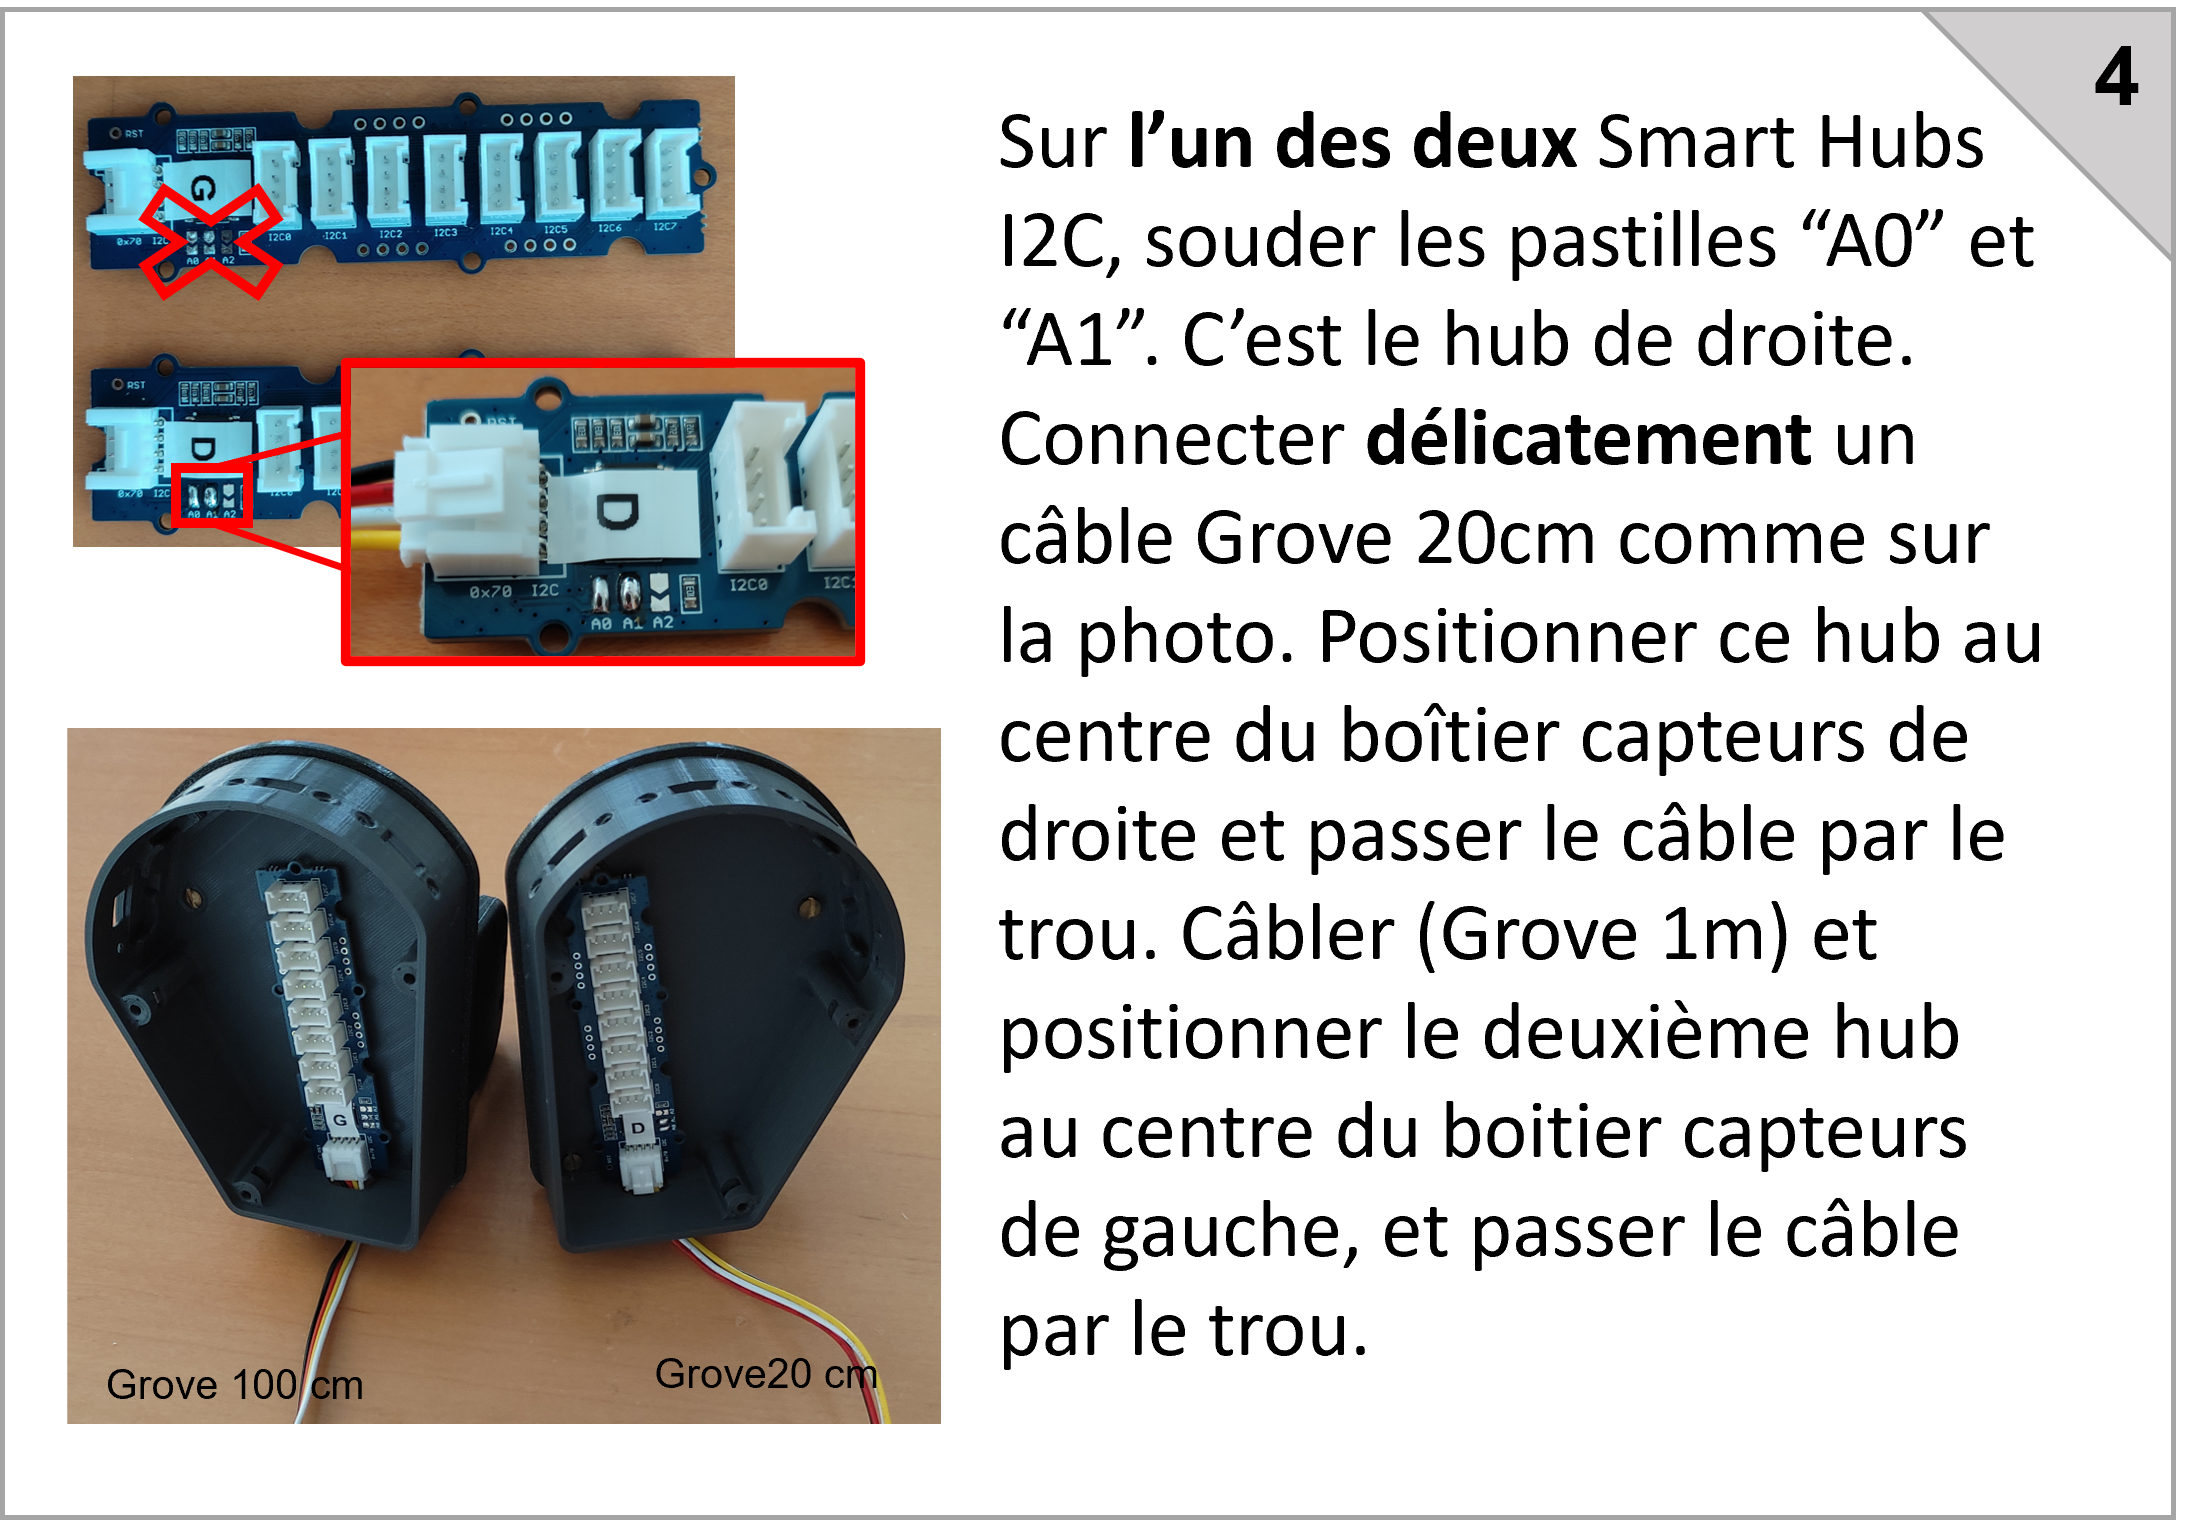 4
Sur l’un des deux Smart Hubs
I2C, souder les pastilles “A0” et
“A1”. C’est le hub de droite.
Connecter délicatement un
câble Grove 20cm comme sur
la photo. Positionner ce hub au
centre du boîtier capteurs de
droite et passer le câble par le
trou. Câbler (Grove 1m) et
positionner le deuxième hub
au centre du boitier capteurs
de gauche, et passer le câble
par le trou.
RST
G
0x70 I2C
I2C0 I2C1 I2C2 I2C3 I2C4 I2C5 I2C6 I2C7
A0 A2
RST
D
0x70 I2C
A0 A1 A2
D
0x70 I2C
I2C0
A0 A1 A2
G
D
Grove 100 cm
Grove20 cm